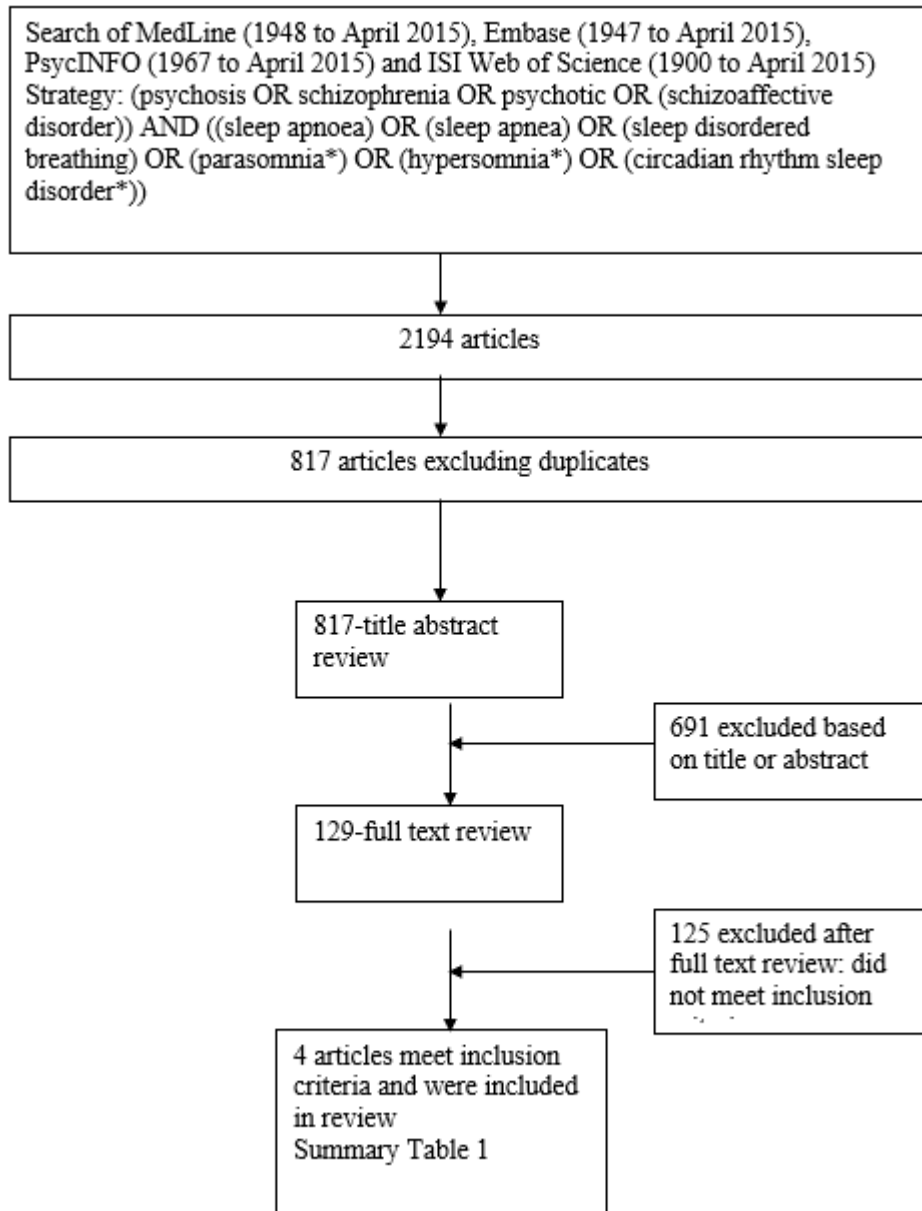 Search of MedLine (1948 to April 2015), Embase (1947 to April 2015),
PsycINFO (1967 to April 2015) and ISI Web of Science (1900 to April 2015)
Strategy: (psychosis OR schizophrenia OR psychotic OR (schizoaffective
disorder)) AND ((sleep apnoea) OR (sleep apnea) OR (sleep disordered
breathing) OR (parasomnia*) OR (hypersomnia*) OR (circadian rhythm sleep
disorder*))
2194 articles
817 articles excluding duplicates
817-title abstract
review
691 excluded based
on title or abstract
129-full text review
125 excluded after
full text review: did
not meet inclusion
4 articles meet inclusion
criteria and were included
in review
Summary Table 1